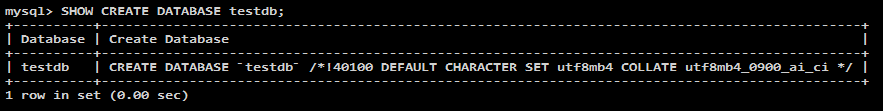 mysql> SHOW CREATE DATABASE testdb;
+----------+------------------------------------------------------------------------------------------------+
| Database | Create Database                                                                                |
+----------+------------------------------------------------------------------------------------------------+
| testdb   | CREATE DATABASE `testdb` /*!40100 DEFAULT CHARACTER SET utf8mb4 COLLATE utf8mb4_0900_ai_ci */ |
+----------+------------------------------------------------------------------------------------------------+
1 row in set (0.00 sec)